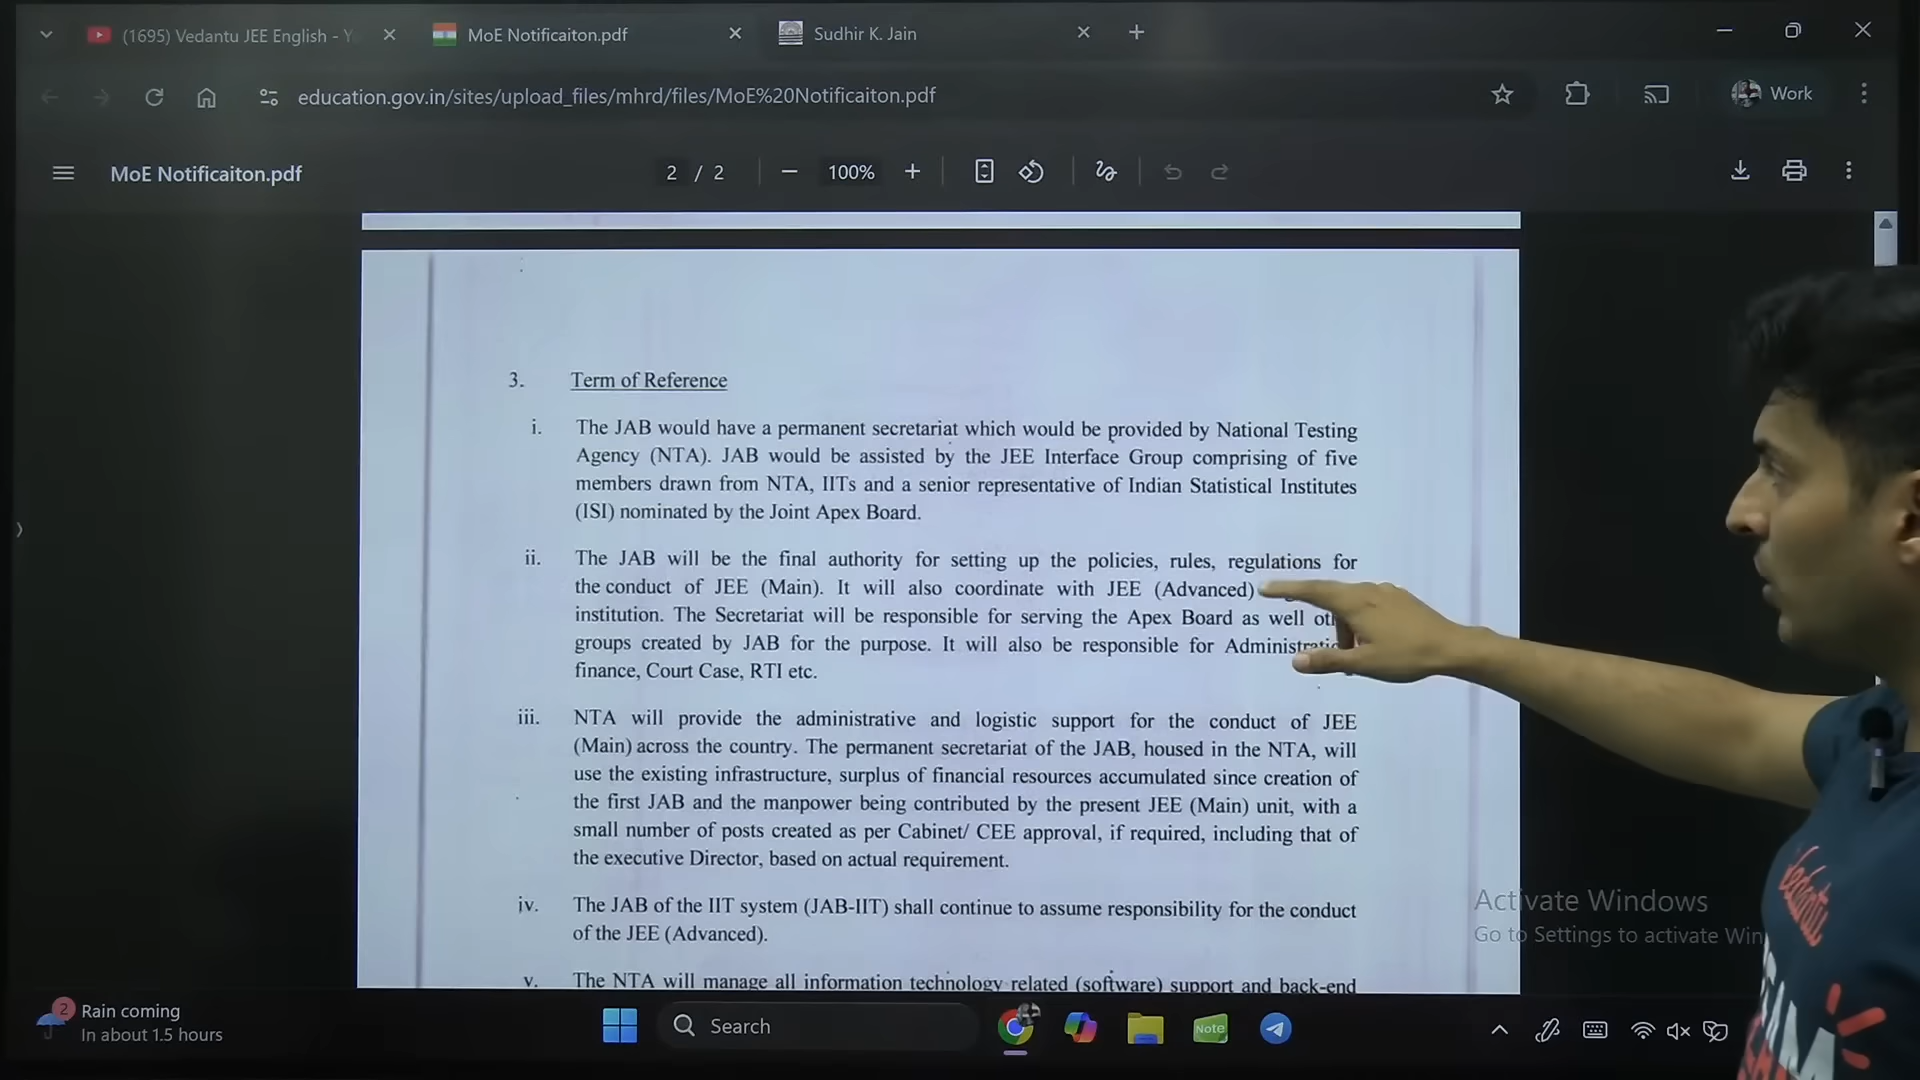 (1695) Vedantu JEE English - Y
MoE Notificaiton.pdf
Sudhir K. Jain
education.gov.in/sites/upload_files/mhrd/files/MoE%20Notificaiton.pdf
Work
MoE Notificaiton.pdf
2 / 2
100%
3. Term of Reference
i. The JAB would have a permanent secretariat which would be provided by National Testing
Agency (NTA). JAB would be assisted by the JEE Interface Group comprising of five
members drawn from NTA, IITs and a senior representative of Indian Statistical Institutes
(ISI) nominated by the Joint Apex Board.
ii. The JAB will be the final authority for setting up the policies, rules, regulations for
the conduct of JEE (Main). It will also coordinate with JEE (Advanced)
institution. The Secretariat will be responsible for serving the Apex Board as well
groups created by JAB for the purpose. It will also be responsible for
finance, Court Case, RTI etc.
iii. NTA will provide the administrative and logistic support for the conduct of JEE
(Main) across the country. The permanent secretariat of the JAB, housed in the NTA, will
use the existing infrastructure, surplus of financial resources accumulated since creation of
the first JAB and the manpower being contributed by the present JEE (Main) unit, with a
small number of posts created as per Cabinet/ CEE approval, if required, including that of
the executive Director, based on actual requirement.
iv. The JAB of the IIT system (JAB-IIT) shall continue to assume responsibility for the conduct
of the JEE (Advanced).
v. The NTA will manage all information technology related (software) support and back-end
Activate Windows
Go to Settings to activate Win
Vedantu
2
Rain coming
In about 1.5 hours
Search
Note